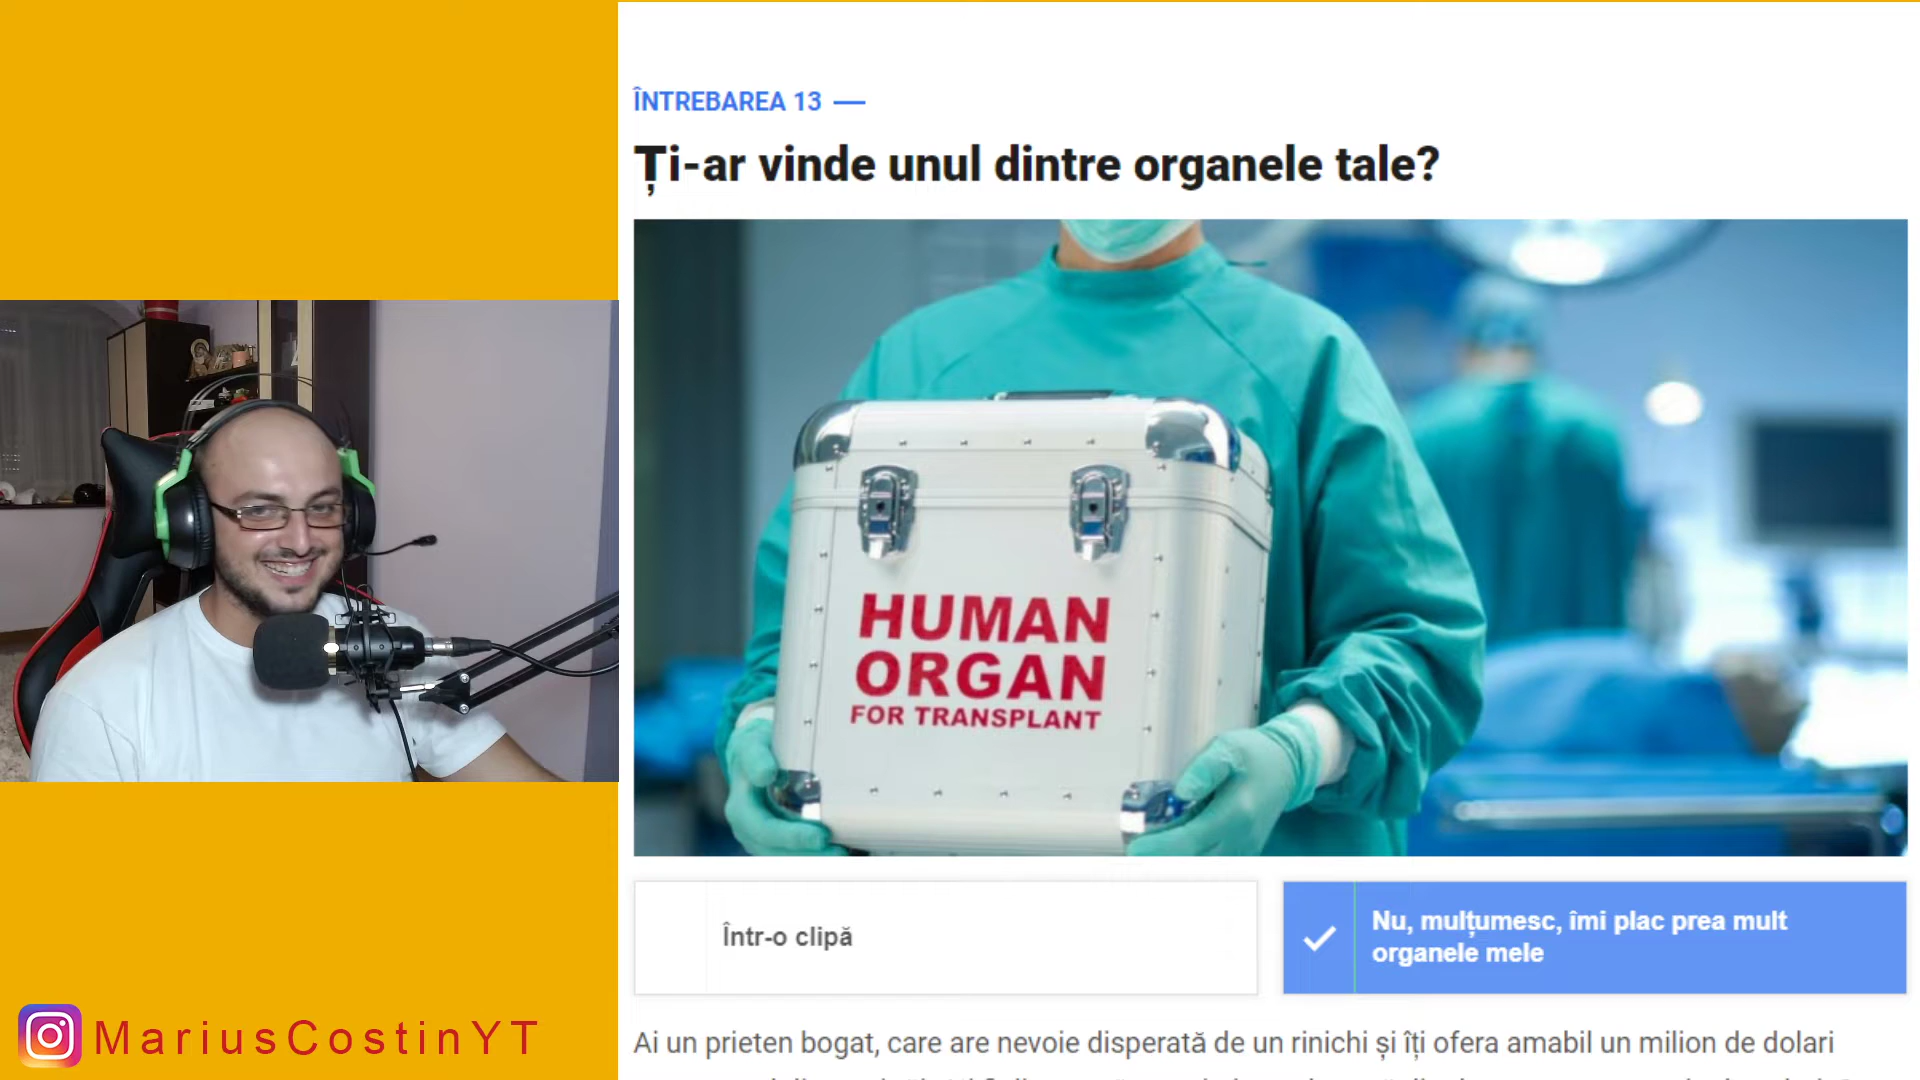 ÎNTREBAREA 13
Ți-ar vinde unul dintre organele tale?
HUMAN
ORGAN
FOR TRANSPLANT
Într-o clipă
Nu, mulțumesc, îmi plac prea mult
organele mele
Ai un prieten bogat, care are nevoie disperată de un rinichi și îți ofera amabil un milion de dolari
MariusCostinYT